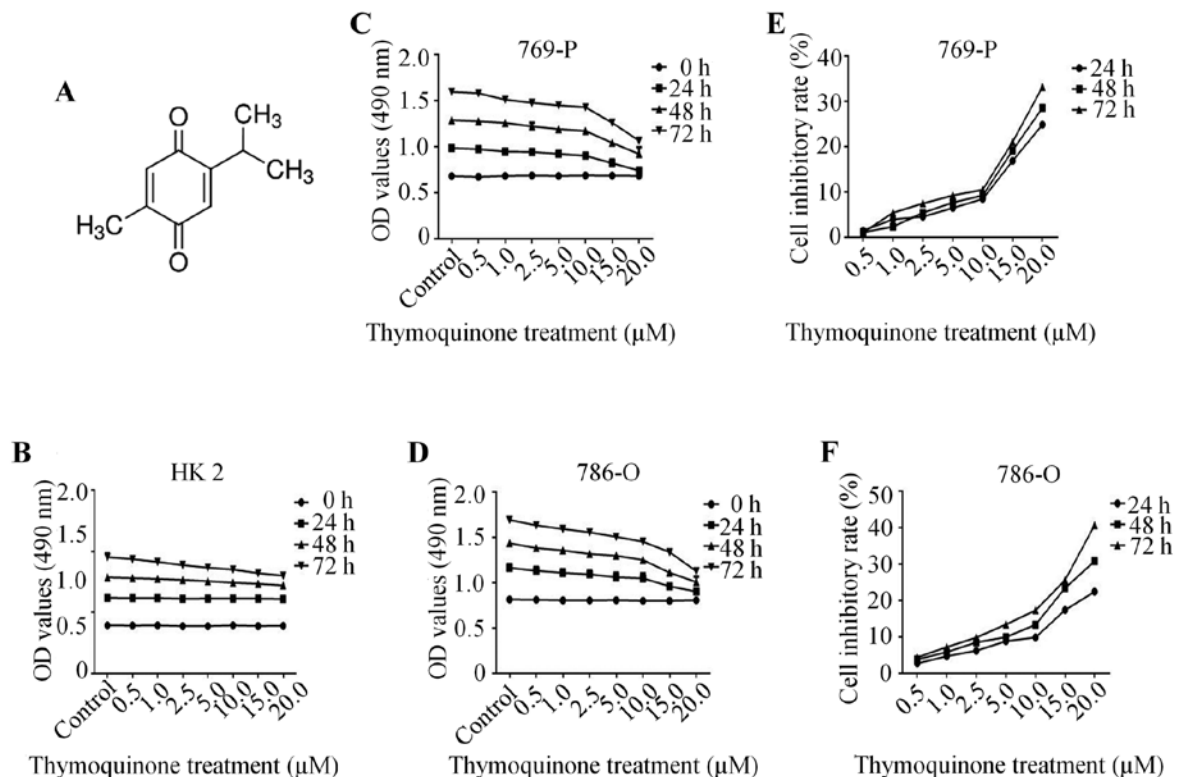 A
O
CH₃
CH₃
H₃C
O
C
769-P
OD values (490 nm)
2.0
1.5
1.0
0.5
0
0 h
24 h
48 h
72 h
Control
0.5
1.0
2.5
5.0
10.0
15.0
20.0
Thymoquinone treatment (μM)
E
769-P
Cell inhibitory rate (%)
40
30
20
10
0
24 h
48 h
72 h
0.5
1.0
2.5
5.0
10.0
15.0
20.0
Thymoquinone treatment (μM)
B
HK 2
OD values (490 nm)
2.0
1.5
1.0
0.5
0
0 h
24 h
48 h
72 h
Control
0.5
1.0
2.5
5.0
10.0
15.0
20.0
Thymoquinone treatment (μM)
D
786-O
OD values (490 nm)
2.0
1.5
1.0
0.5
0
0 h
24 h
48 h
72 h
Control
0.5
1.0
2.5
5.0
10.0
15.0
20.0
Thymoquinone treatment (μM)
F
786-O
Cell inhibitory rate (%)
50
40
30
20
10
0
24 h
48 h
72 h
0.5
1.0
2.5
5.0
10.0
15.0
20.0
Thymoquinone treatment (μM)